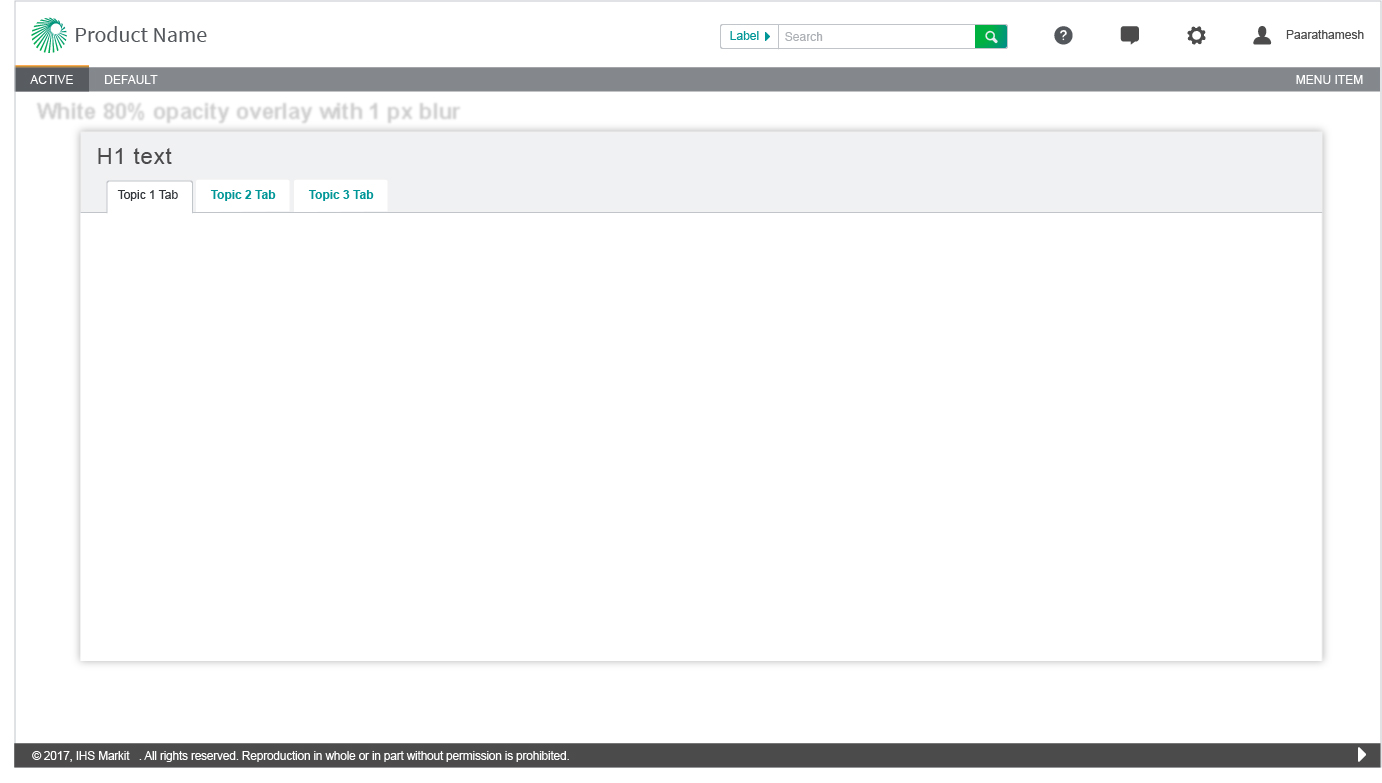 Product Name
Label
Search
?
Paarathamesh
ACTIVE
DEFAULT
MENU ITEM
White 80% opacity overlay with 1 px blur
H1 text
Topic 1 Tab
Topic 2 Tab
Topic 3 Tab
© 2017, IHS Markit . All rights reserved. Reproduction in whole or in part without permission is prohibited.